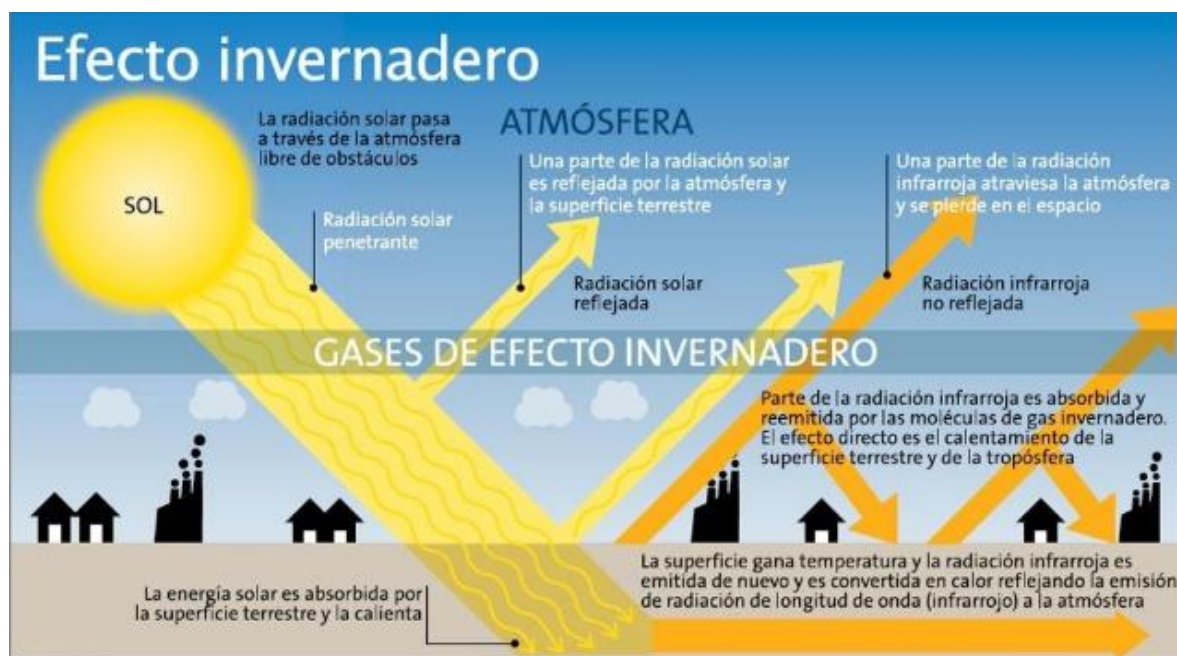 Efecto invernadero
SOL
La radiación solar pasa
a través de la atmósfera
libre de obstáculos
ATMÓSFERA
Radiación solar
penetrante
Una parte de la radiación solar
es reflejada por la atmósfera y
la superficie terrestre
Radiación solar
reflejada
Una parte de la radiación
infrarroja atraviesa la atmósfera
y se pierde en el espacio
Radiación infrarroja
no reflejada
GASES DE EFECTO INVERNADERO
Parte de la radiación infrarroja es absorbida y
reemitida por las moléculas de gas invernadero.
El efecto directo es el calentamiento de la
superficie terrestre y de la tropósfera
La energía solar es absorbida por
la superficie terrestre y la calienta
La superficie gana temperatura y la radiación infrarroja es
emitida de nuevo y es convertida en calor reflejando la emisión
de radiación de longitud de onda (infrarrojo) a la atmósfera